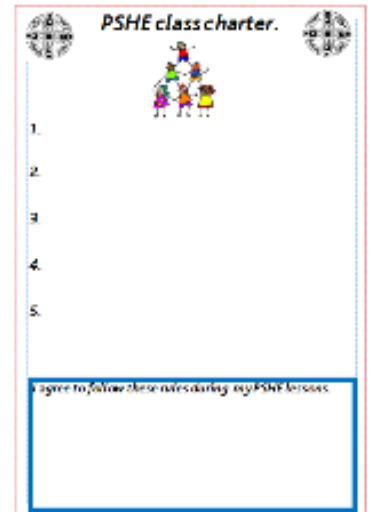 PSHE class charter.
1.
2.
3.
4.
5.
I agree to follow these rules during my PSHE lessons.